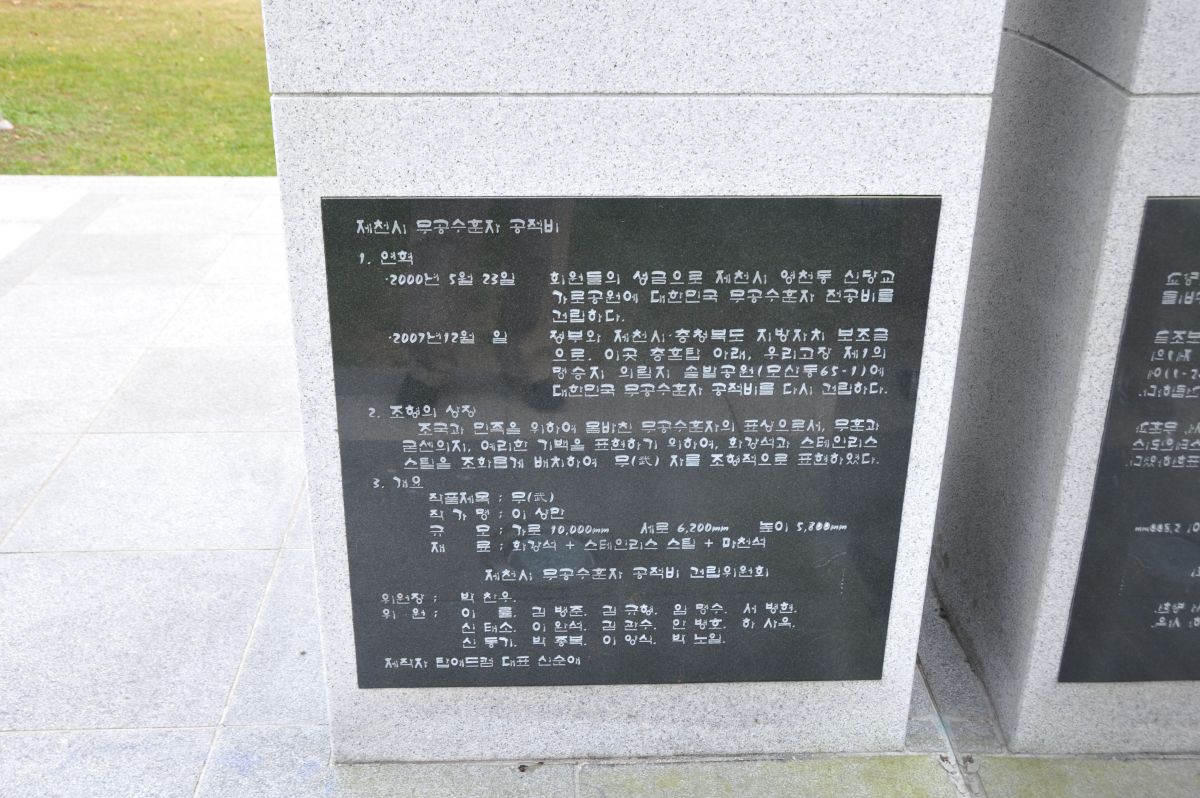 제천시 무공수훈자 공적비
1. 연혁
·2000년 5월 23일 회원들의 성금으로 제천시 영천동 신당교
가로공원에 대한민국 무공수훈자 전공비를
건립하다.
·2007년12월 일 정부와 제천시·충청북도 지방자치 보조금
으로, 이곳 충혼탑 아래, 우리고장 제1의
명승지 의림지 솔밭공원(모산동65-1)에
대한민국 무공수훈자 공적비를 다시 건립하다.
2. 조형의 상징
조국과 민족을 위하여 몸바친 무공수훈자의 표상으로서, 무훈과
굳센의지, 예리한 기백을 표현하기 위하여, 화강석과 스테인리스
스틸을 조화롭게 배치하여 무(武) 자를 조형적으로 표현하였다.
3. 개요
작품제목 : 무(武)
작 가 명 : 이 상만
규 모 : 가로 10,000mm 세로 6,200mm 높이 5,800mm
재 료 : 화강석 + 스테인리스 스틸 + 마천석
제천시 무공수훈자 공적비 건립위원회
위원장 : 박 찬우.
위 원 : 이 룰. 김 병준. 김 규형. 임 명수. 서 병현.
신 태소. 이 완석. 김 관수. 안 병호. 하 사욱.
신 동기. 박 종복. 이 영식. 박 노일.
제작자 탑애드컴 대표 신순애